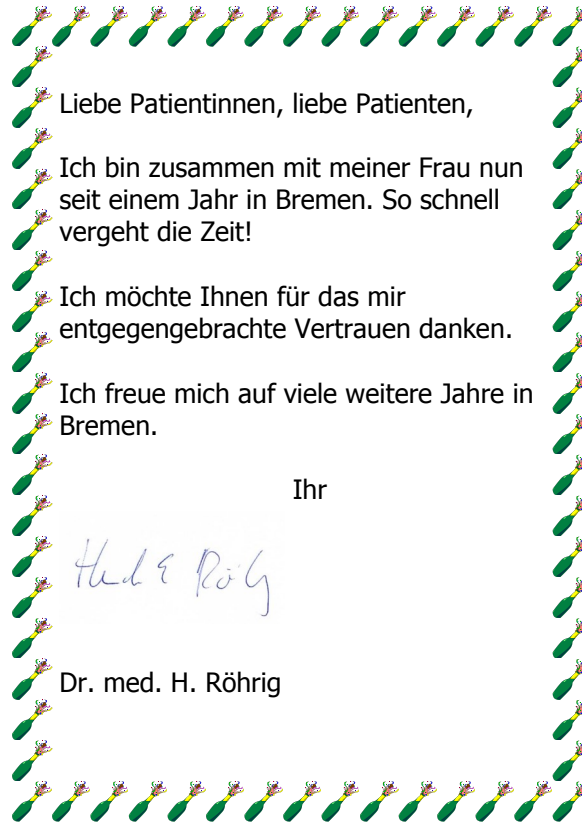 Liebe Patientinnen, liebe Patienten,
Ich bin zusammen mit meiner Frau nun
seit einem Jahr in Bremen. So schnell
vergeht die Zeit!
Ich möchte Ihnen für das mir
entgegengebrachte Vertrauen danken.
Ich freue mich auf viele weitere Jahre in
Bremen.
Ihr
Dr. med. H. Röhrig